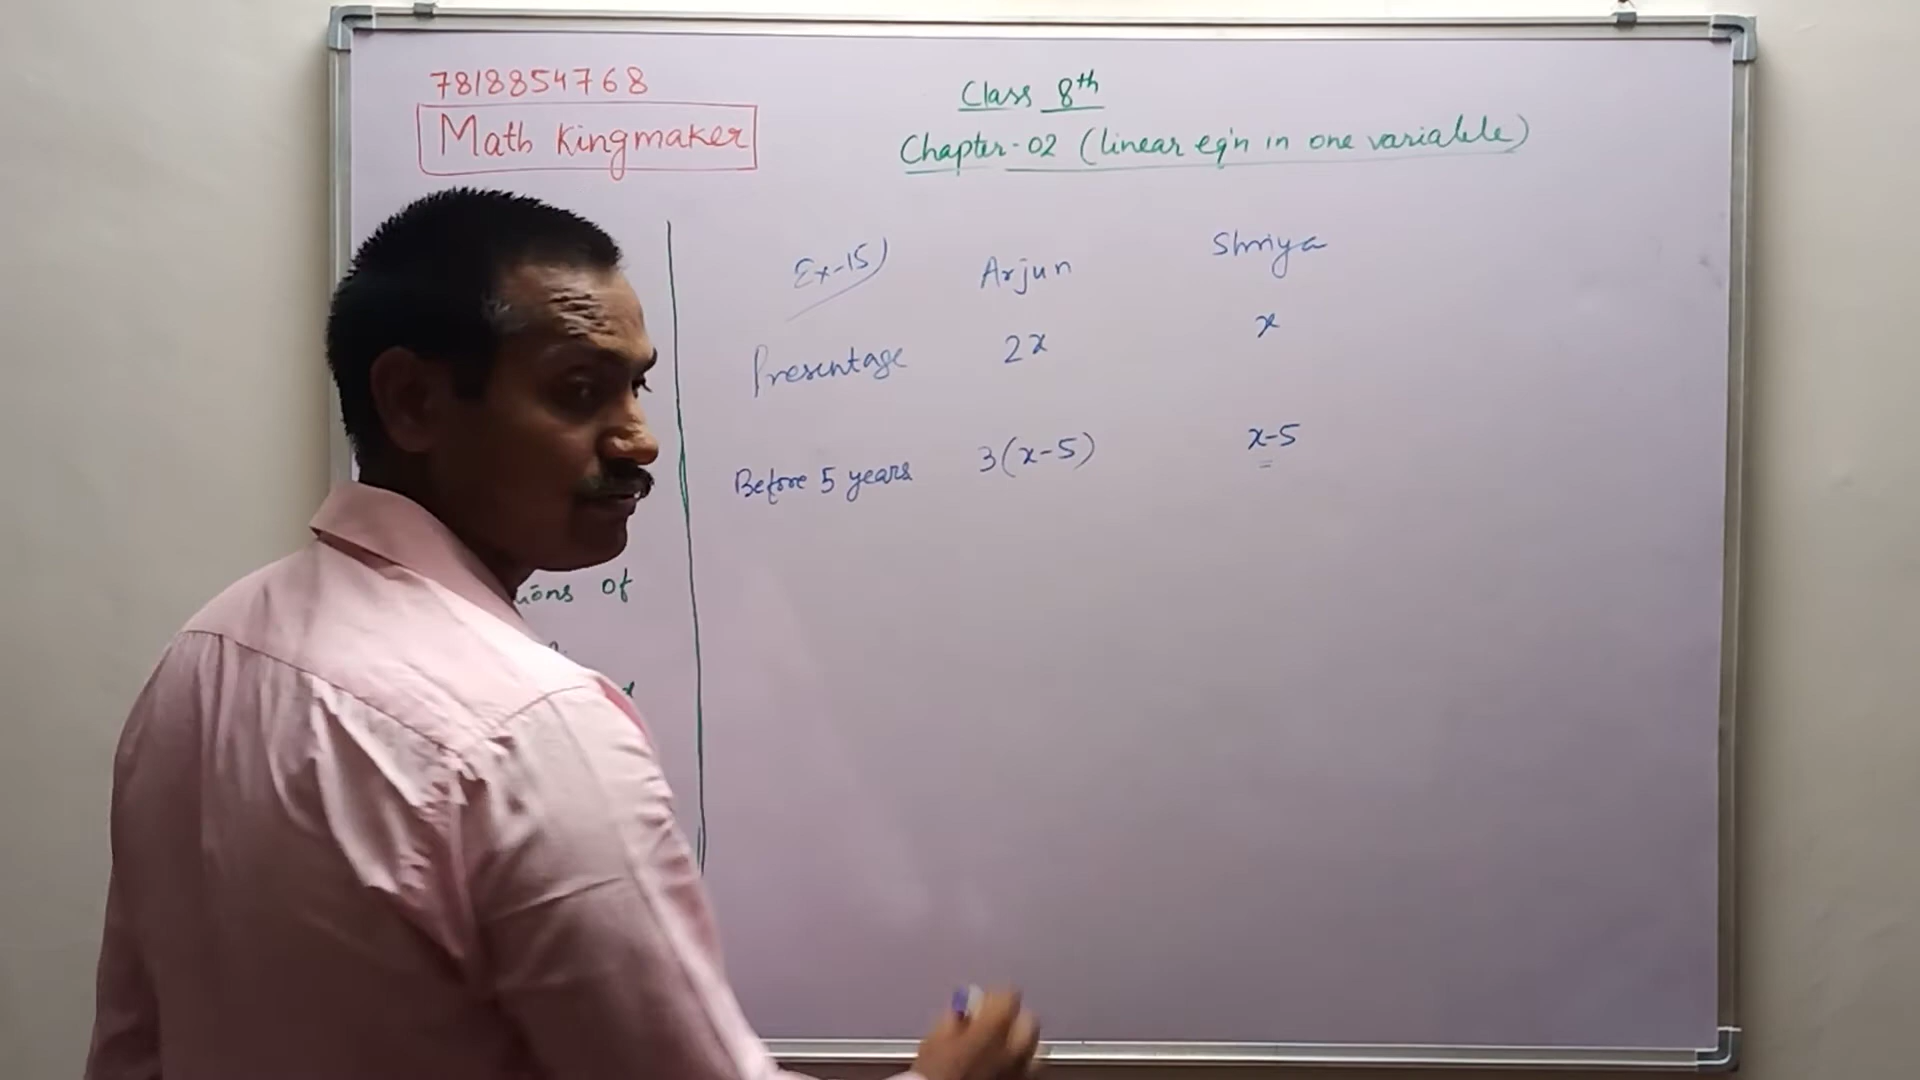 7818854768
Math Kingmaker
Class 8th
Chapter-02 (linear eq'n in one variable)
Ex-15) Arjun Shriya
Presentage 2x x
Before 5 years 3(x-5) x-5
of